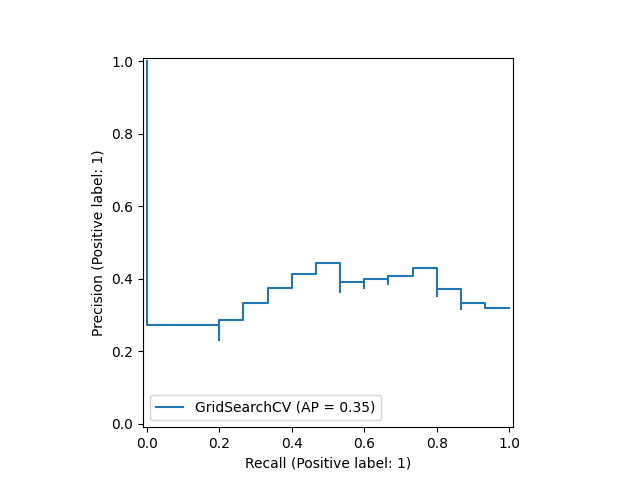 1.0
0.8
0.6
0.4
0.2
0.0
Precision (Positive label: 1)
GridSearchCV (AP = 0.35)
0.0 0.2 0.4 0.6 0.8 1.0
Recall (Positive label: 1)